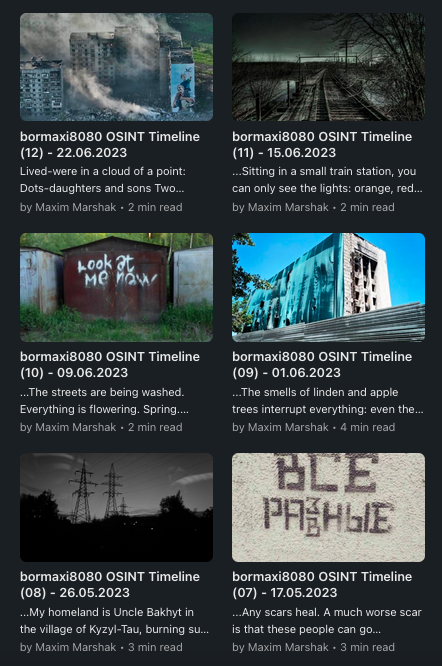 bormaxi8080 OSINT Timeline
(12) - 22.06.2023
Lived-were in a cloud of a point:
Dots-daughters and sons Two...
by Maxim Marshak • 2 min read
bormaxi8080 OSINT Timeline
(11) - 15.06.2023
...Sitting in a small train station, you
can only see the lights: orange, red...
by Maxim Marshak • 2 min read
Look at
me now
bormaxi8080 OSINT Timeline
(10) - 09.06.2023
...The streets are being washed.
Everything is flowering. Spring....
by Maxim Marshak • 2 min read
bormaxi8080 OSINT Timeline
(09) - 01.06.2023
...The smells of linden and apple
trees interrupt everything: even the...
by Maxim Marshak • 4 min read
bormaxi8080 OSINT Timeline
(08) - 26.05.2023
...My homeland is Uncle Bakhyt in
the village of Kyzyl-Tau, burning su...
by Maxim Marshak • 3 min read
ВСЕ
РАЗВНЫЕ
bormaxi8080 OSINT Timeline
(07) - 17.05.2023
...Any scars heal. A much worse scar
is that these people can go...
by Maxim Marshak • 3 min read